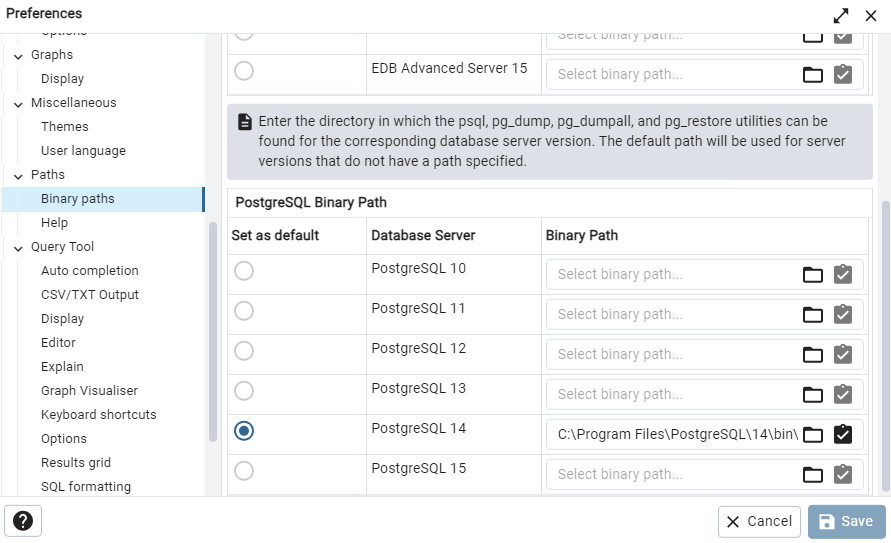 Preferences
Options
Graphs
Display
Miscellaneous
Themes
User language
Paths
Binary paths
Help
Query Tool
Auto completion
CSV/TXT Output
Display
Editor
Explain
Graph Visualiser
Keyboard shortcuts
Options
Results grid
SQL formatting
Select binary path...
EDB Advanced Server 15
Select binary path...
Enter the directory in which the psql, pg_dump, pg_dumpall, and pg_restore utilities can be
found for the corresponding database server version. The default path will be used for server
versions that do not have a path specified.
PostgreSQL Binary Path
Set as default Database Server Binary Path
PostgreSQL 10 Select binary path...
PostgreSQL 11 Select binary path...
PostgreSQL 12 Select binary path...
PostgreSQL 13 Select binary path...
PostgreSQL 14 C:\Program Files\PostgreSQL\14\bin\
PostgreSQL 15 Select binary path...
? Cancel Save